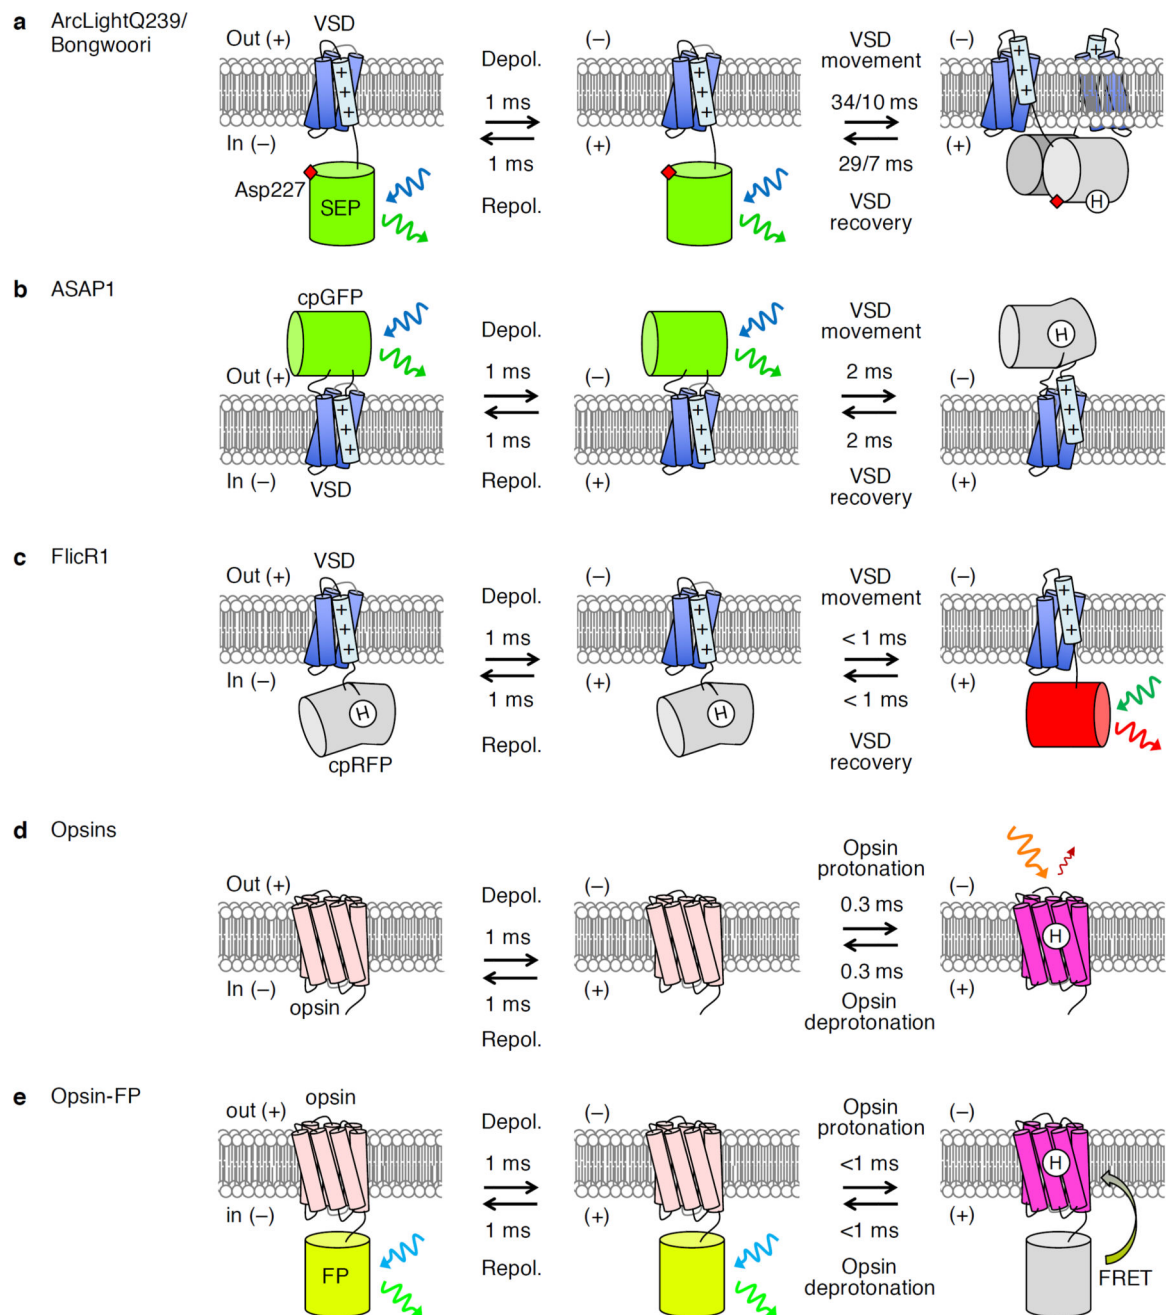 a ArcLightQ239/
Bongwoori
Out (+)
VSD
In (–)
Asp227
SEP
Depol.
1 ms
1 ms
Repol.
(–)
(+)
VSD
movement
34/10 ms
29/7 ms
VSD
recovery
(–)
+
+
+
+
(+)
H
b ASAP1
cpGFP
Out (+)
In (–)
VSD
+
+
+
Depol.
1 ms
1 ms
Repol.
(–)
(+)
+
+
+
VSD
movement
2 ms
2 ms
VSD
recovery
H
(–)
(+)
+
+
+
c FlicR1
VSD
Out (+)
In (–)
+
+
+
H
cpRFP
Depol.
1 ms
1 ms
Repol.
(–)
(+)
+
+
+
H
VSD
movement
< 1 ms
< 1 ms
VSD
recovery
(–)
(+)
+
+
+
d Opsins
Out (+)
In (–)
opsin
Depol.
1 ms
1 ms
Repol.
(–)
(+)
Opsin
protonation
0.3 ms
0.3 ms
Opsin
deprotonation
(–)
H
(+)
e Opsin-FP
opsin
out (+)
in (–)
FP
Depol.
1 ms
1 ms
Repol.
(–)
(+)
Opsin
protonation
<1 ms
<1 ms
Opsin
deprotonation
(–)
H
(+)
FRET